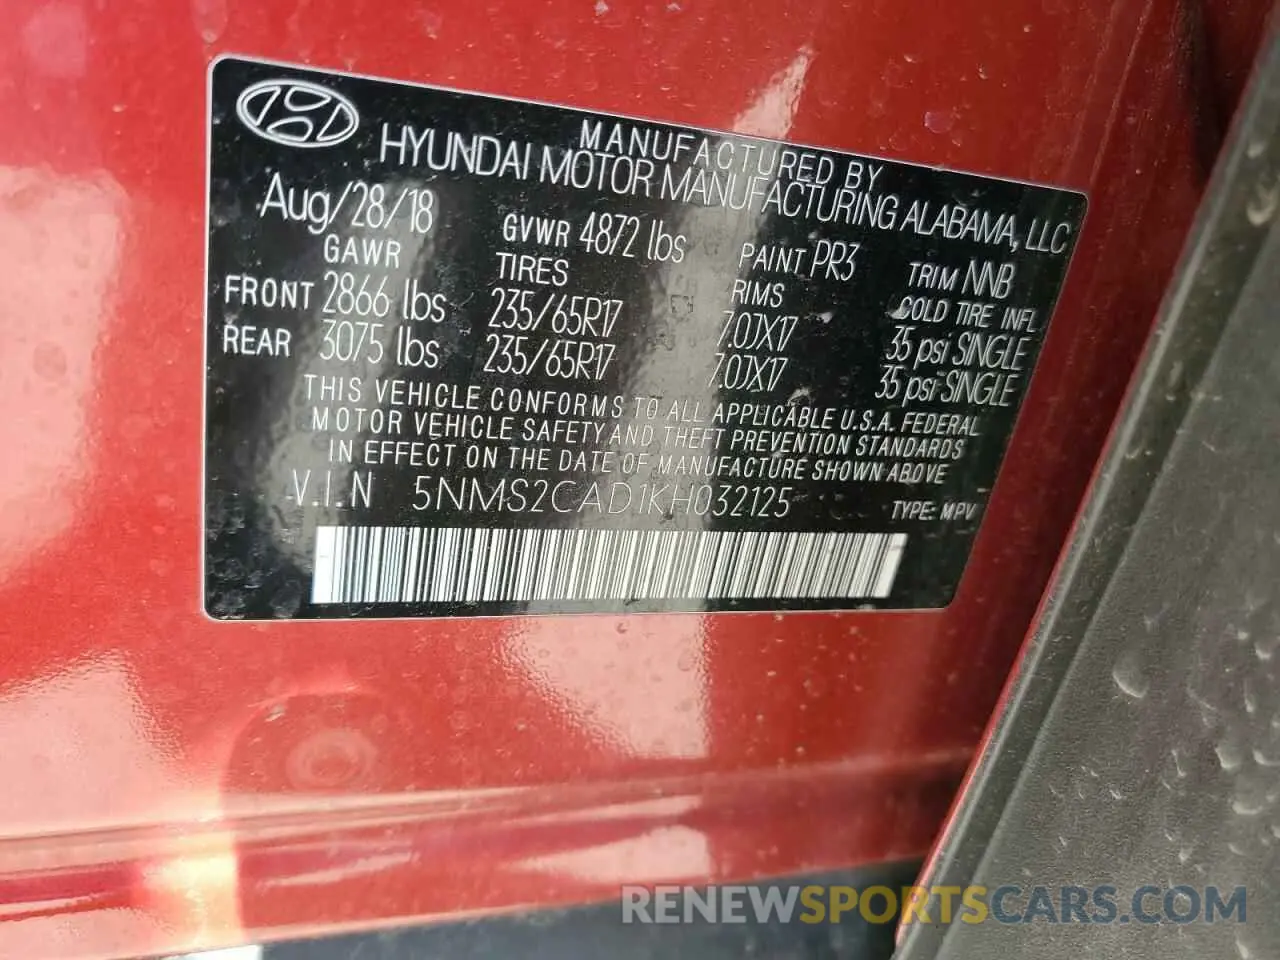 MANUFACTURED BY
HYUNDAI MOTOR MANUFACTURING ALABAMA, LLC
Aug/28/18 GVWR 4872 lbs PAINT PR3 TRIM NNB
GAWR TIRES RIMS COLD TIRE INFL
FRONT 2866 lbs 235/65R17 7.0JX17 35 psi SINGLE
REAR 3075 lbs 235/65R17 7.0JX17 35 psi SINGLE
THIS VEHICLE CONFORMS TO ALL APPLICABLE U.S.A. FEDERAL
MOTOR VEHICLE SAFETY AND THEFT PREVENTION STANDARDS
IN EFFECT ON THE DATE OF MANUFACTURE SHOWN ABOVE
V.I.N 5NMS2CAD1KH032125 TYPE: MPV
RENEWSPORTSCARS.COM